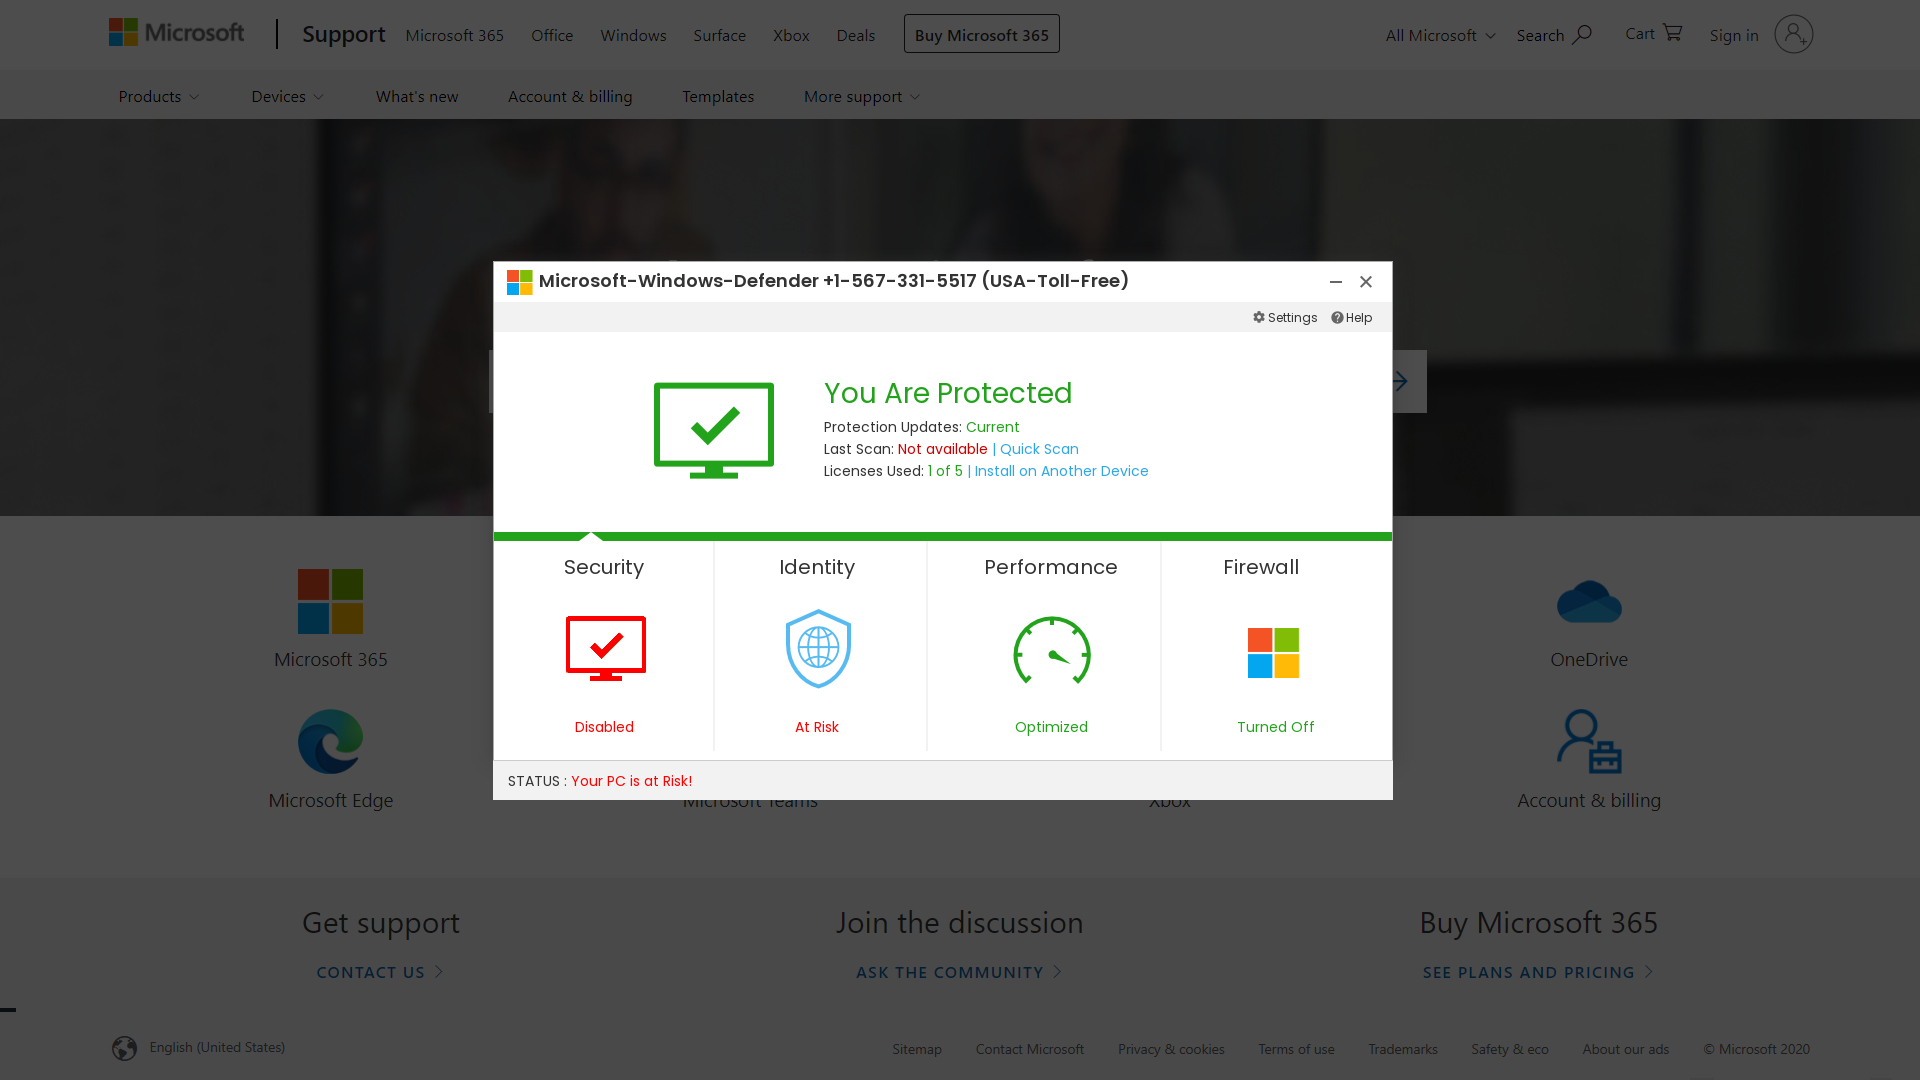 Microsoft
Support
Microsoft 365
Office
Windows
Surface
Xbox
Deals
Buy Microsoft 365
All Microsoft
Search
Cart
Sign in
Products
Devices
What's new
Account & billing
Templates
More support
Microsoft-Windows-Defender +1-567-331-5517 (USA-Toll-Free)
Settings
Help
You Are Protected
Protection Updates: Current
Last Scan: Not available | Quick Scan
Licenses Used: 1 of 5 | Install on Another Device
Security
Identity
Performance
Firewall
Disabled
At Risk
Optimized
Turned Off
STATUS : Your PC is at Risk!
Microsoft 365
OneDrive
Microsoft Edge
Microsoft Teams
Xbox
Account & billing
Get support
Join the discussion
Buy Microsoft 365
CONTACT US
ASK THE COMMUNITY
SEE PLANS AND PRICING
English (United States)
Sitemap
Contact Microsoft
Privacy & cookies
Terms of use
Trademarks
Safety & eco
About our ads
© Microsoft 2020